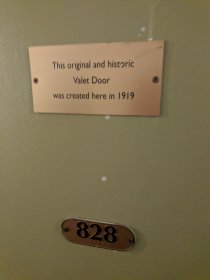 This original and historic
Valet Door
was created here in 1919
828